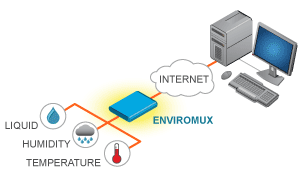 INTERNET
ENVIROMUX
LIQUID
HUMIDITY
TEMPERATURE